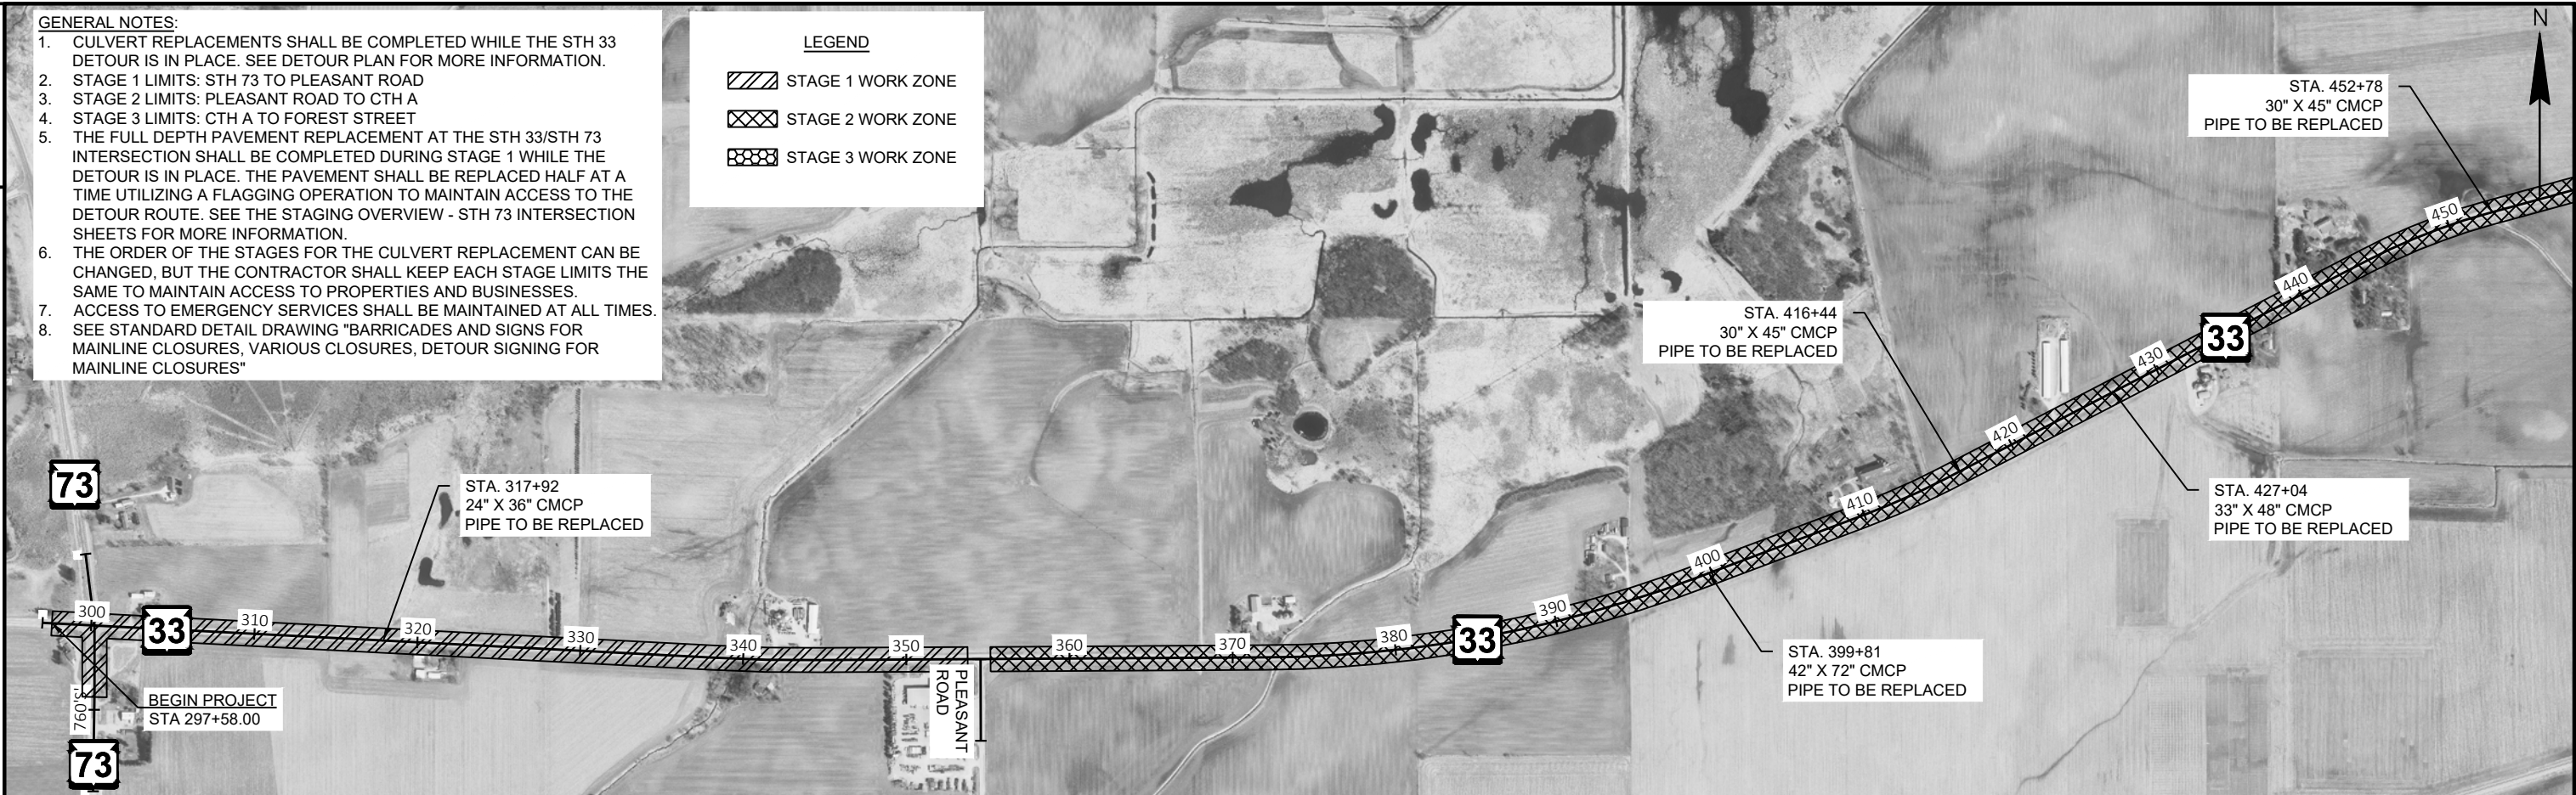 GENERAL NOTES:
1. CULVERT REPLACEMENTS SHALL BE COMPLETED WHILE THE STH 33
DETOUR IS IN PLACE. SEE DETOUR PLAN FOR MORE INFORMATION.
2. STAGE 1 LIMITS: STH 73 TO PLEASANT ROAD
3. STAGE 2 LIMITS: PLEASANT ROAD TO CTH A
4. STAGE 3 LIMITS: CTH A TO FOREST STREET
5. THE FULL DEPTH PAVEMENT REPLACEMENT AT THE STH 33/STH 73
INTERSECTION SHALL BE COMPLETED DURING STAGE 1 WHILE THE
DETOUR IS IN PLACE. THE PAVEMENT SHALL BE REPLACED HALF AT A
TIME UTILIZING A FLAGGING OPERATION TO MAINTAIN ACCESS TO THE
DETOUR ROUTE. SEE THE STAGING OVERVIEW - STH 73 INTERSECTION
SHEETS FOR MORE INFORMATION.
6. THE ORDER OF THE STAGES FOR THE CULVERT REPLACEMENT CAN BE
CHANGED, BUT THE CONTRACTOR SHALL KEEP EACH STAGE LIMITS THE
SAME TO MAINTAIN ACCESS TO PROPERTIES AND BUSINESSES.
7. ACCESS TO EMERGENCY SERVICES SHALL BE MAINTAINED AT ALL TIMES.
8. SEE STANDARD DETAIL DRAWING "BARRICADES AND SIGNS FOR
MAINLINE CLOSURES, VARIOUS CLOSURES, DETOUR SIGNING FOR
MAINLINE CLOSURES"
LEGEND
STAGE 1 WORK ZONE
STAGE 2 WORK ZONE
STAGE 3 WORK ZONE
N
STA. 452+78
30" X 45" CMCP
PIPE TO BE REPLACED
STA. 416+44
30" X 45" CMCP
PIPE TO BE REPLACED
STA. 427+04
33" X 48" CMCP
PIPE TO BE REPLACED
STA. 399+81
42" X 72" CMCP
PIPE TO BE REPLACED
STA. 317+92
24" X 36" CMCP
PIPE TO BE REPLACED
73
33
300
310
320
330
340
350
360
370
380
33
390
400
410
420
430
33
440
450
PLEASANT
ROAD
BEGIN PROJECT
STA 297+58.00
73